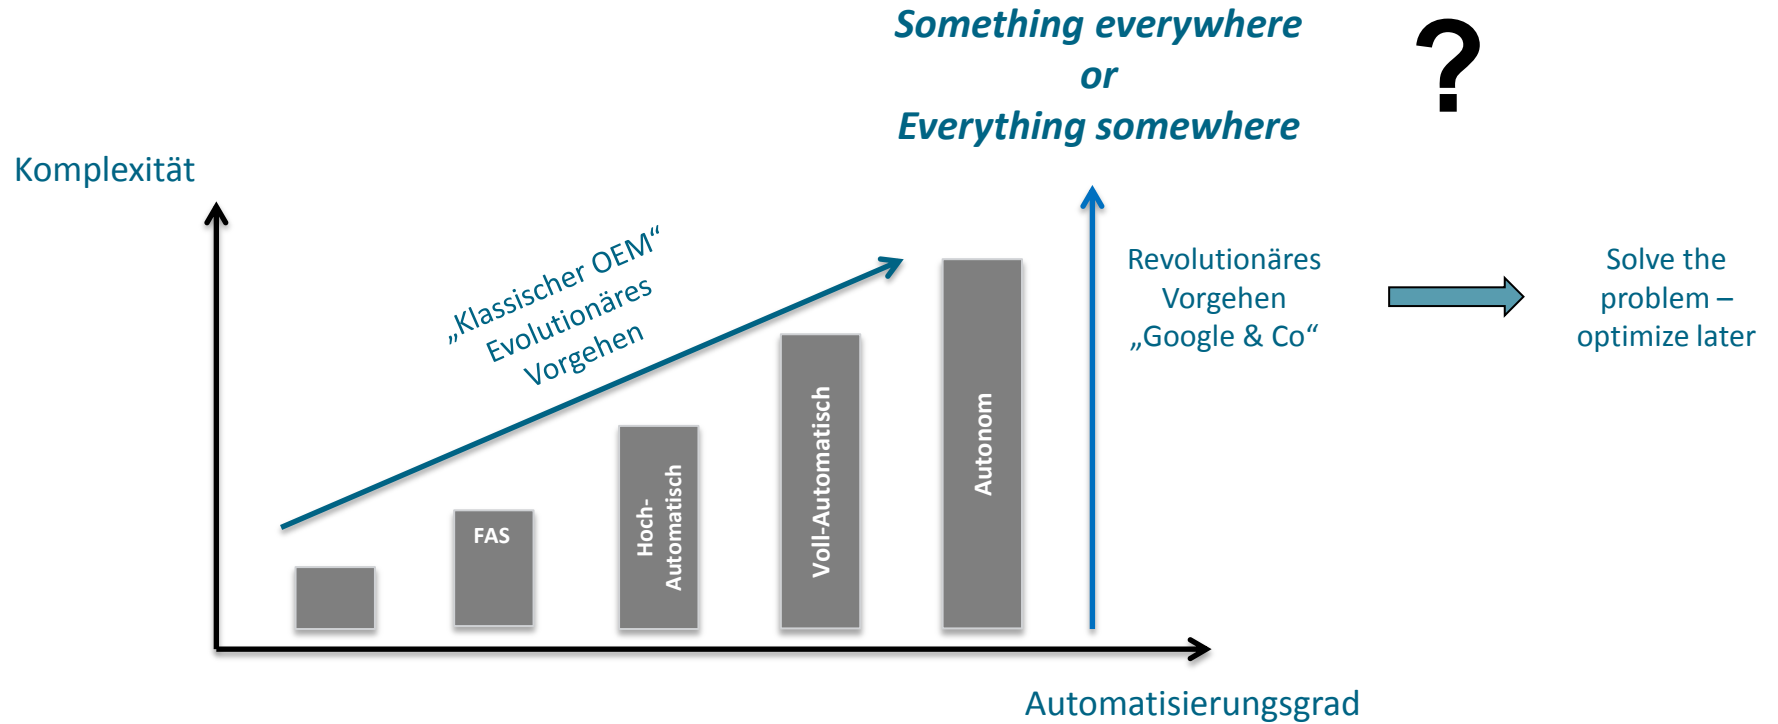 Something everywhere
or
Everything somewhere
?
Komplexität
„Klassischer OEM“
Evolutionäres
Vorgehen
Revolutionäres
Vorgehen
„Google & Co“
Solve the
problem –
optimize later
FAS
Hoch-
Automatisch
Voll-Automatisch
Autonom
Automatisierungsgrad